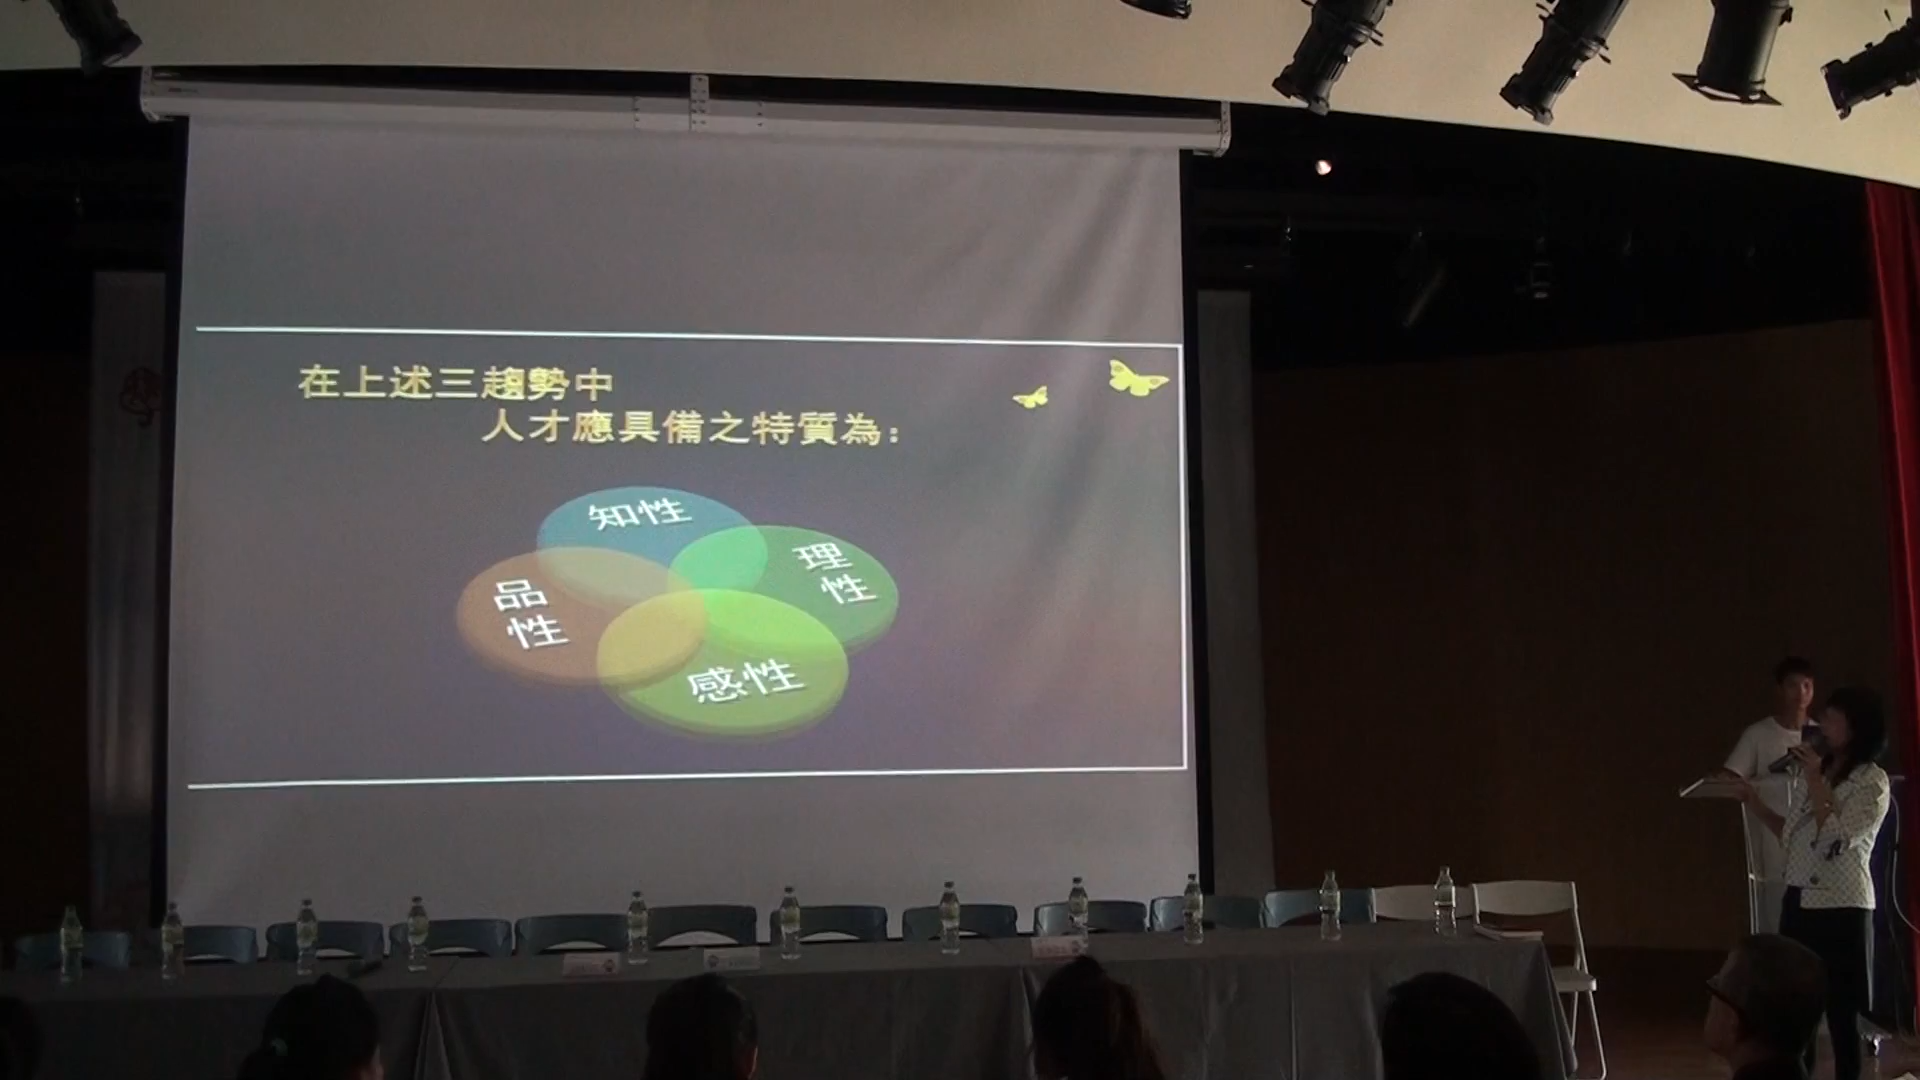 在上述三趨勢中
人才應具備之特質為：
知性
理
性
品
性
感性